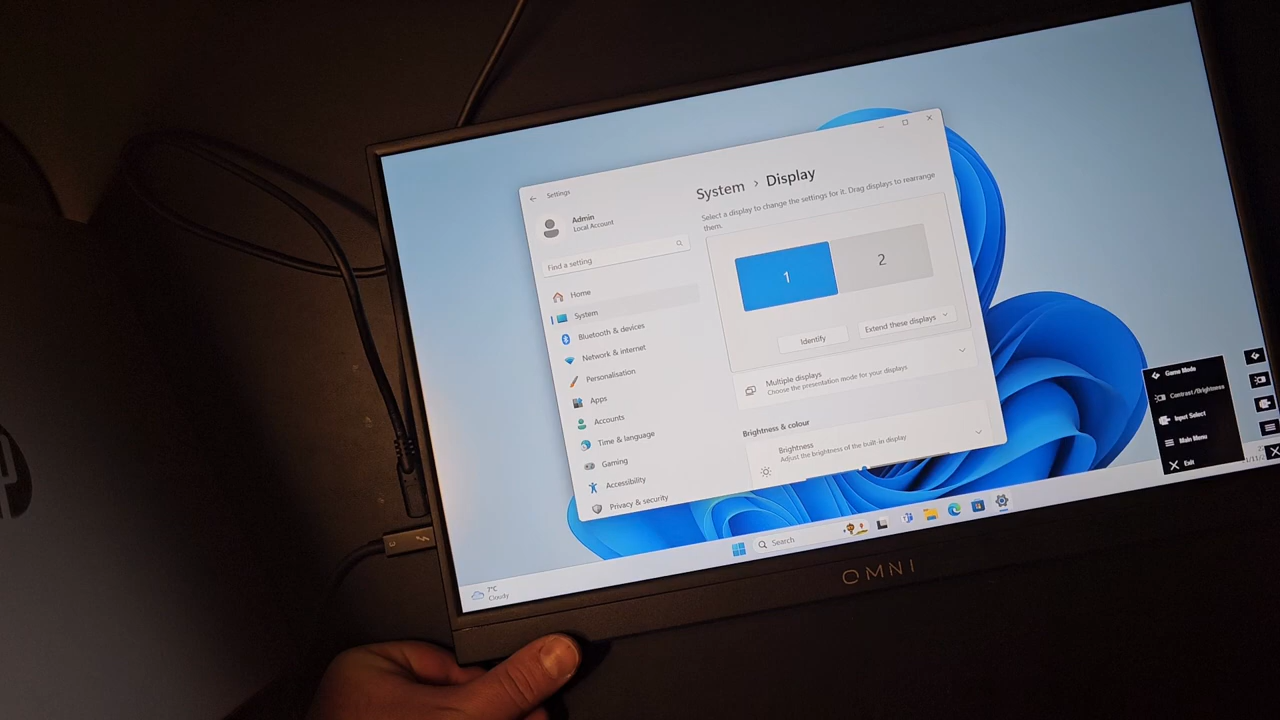 Settings
System › Display
Admin
Local Account
Select a display to change the settings for it. Drag displays to rearrange
them.
Find a setting
1
2
Home
System
Bluetooth & devices
Network & internet
Personalisation
Apps
Accounts
Time & language
Gaming
Accessibility
Privacy & security
Identify
Extend these displays
Multiple displays
Choose the presentation mode for your displays
Brightness & colour
Brightness
Adjust the brightness of the built-in display
Game Mode
Contrast/Brightness
Input Select
Main Menu
Exit
Search
7°C
Cloudy
OMNI
hp